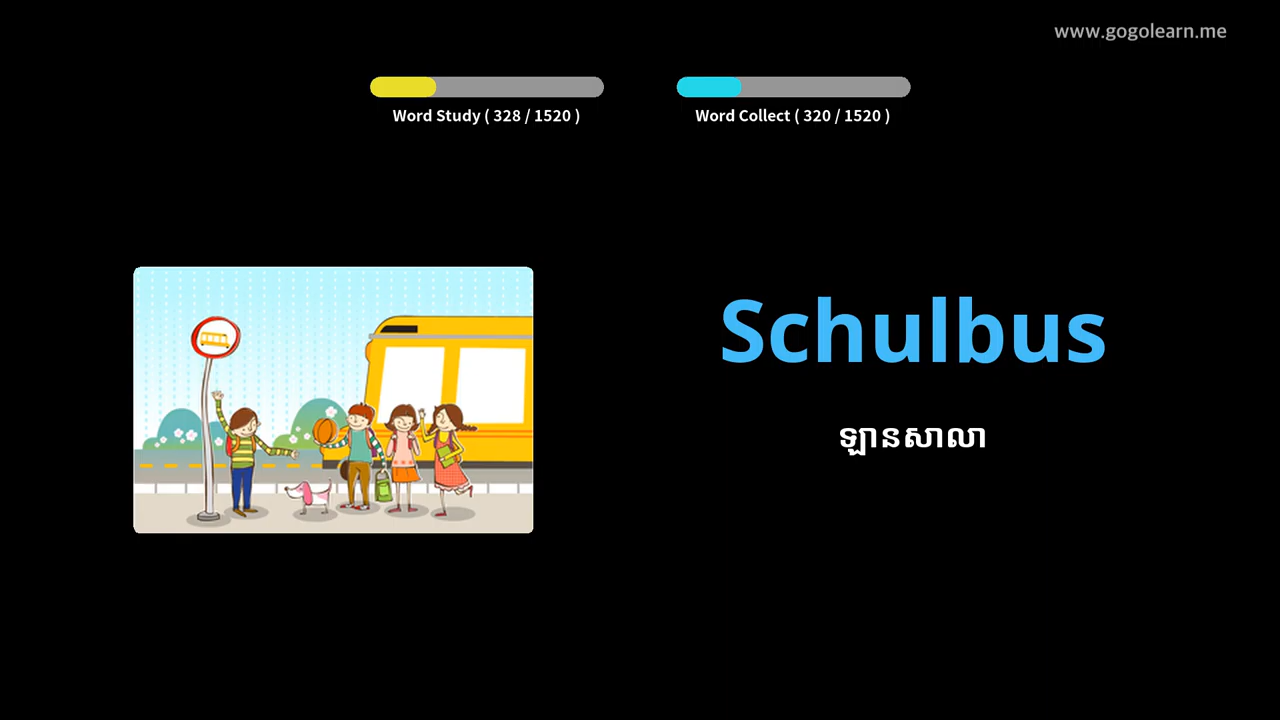 www.gogolearn.me
Word Study ( 328 / 1520 )
Word Collect ( 320 / 1520 )
Schulbus
ឡានសាលា